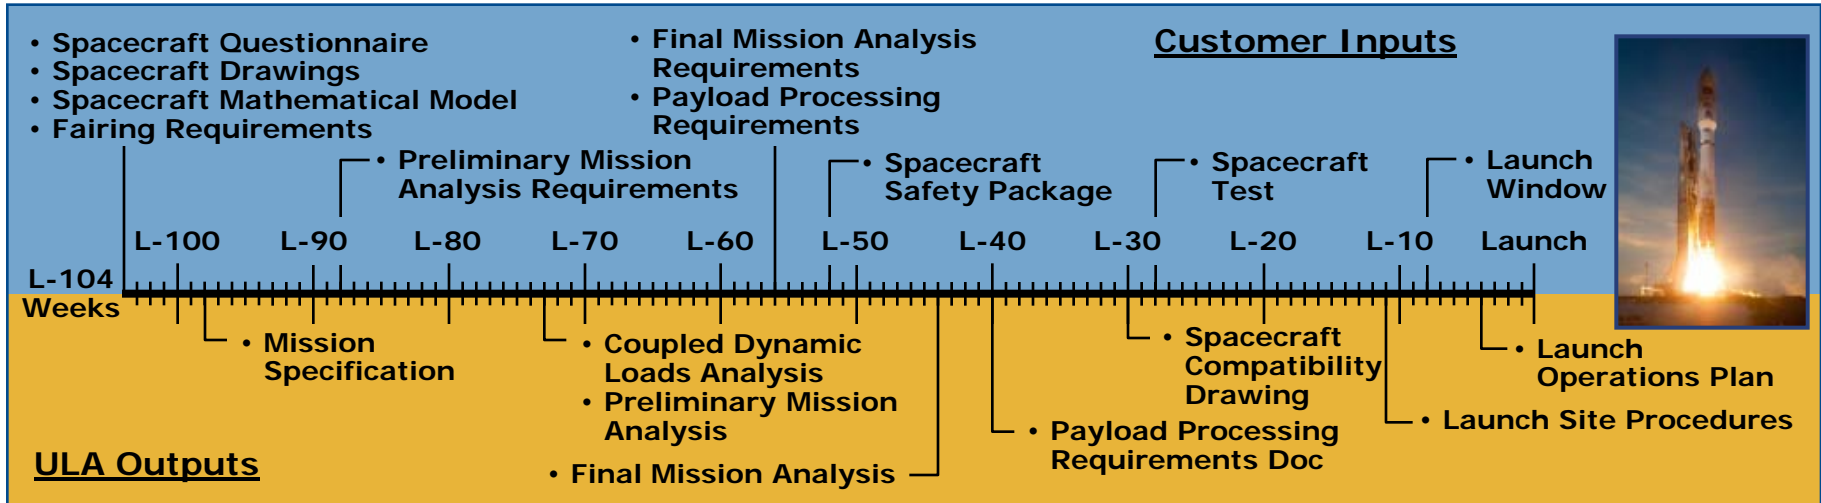 • Spacecraft Questionnaire
• Spacecraft Drawings
• Spacecraft Mathematical Model
• Fairing Requirements
• Final Mission Analysis
Requirements
• Payload Processing
Requirements
Customer Inputs
• Preliminary Mission
Analysis Requirements
• Spacecraft
Safety Package
• Spacecraft
Test
• Launch
Window
L-104
Weeks
L-100
L-90
L-80
L-70
L-60
L-50
L-40
L-30
L-20
L-10
Launch
• Mission
Specification
• Coupled Dynamic
Loads Analysis
• Preliminary Mission
Analysis
• Final Mission Analysis
• Payload Processing
Requirements Doc
• Spacecraft
Compatibility
Drawing
• Launch Site Procedures
• Launch
Operations Plan
ULA Outputs